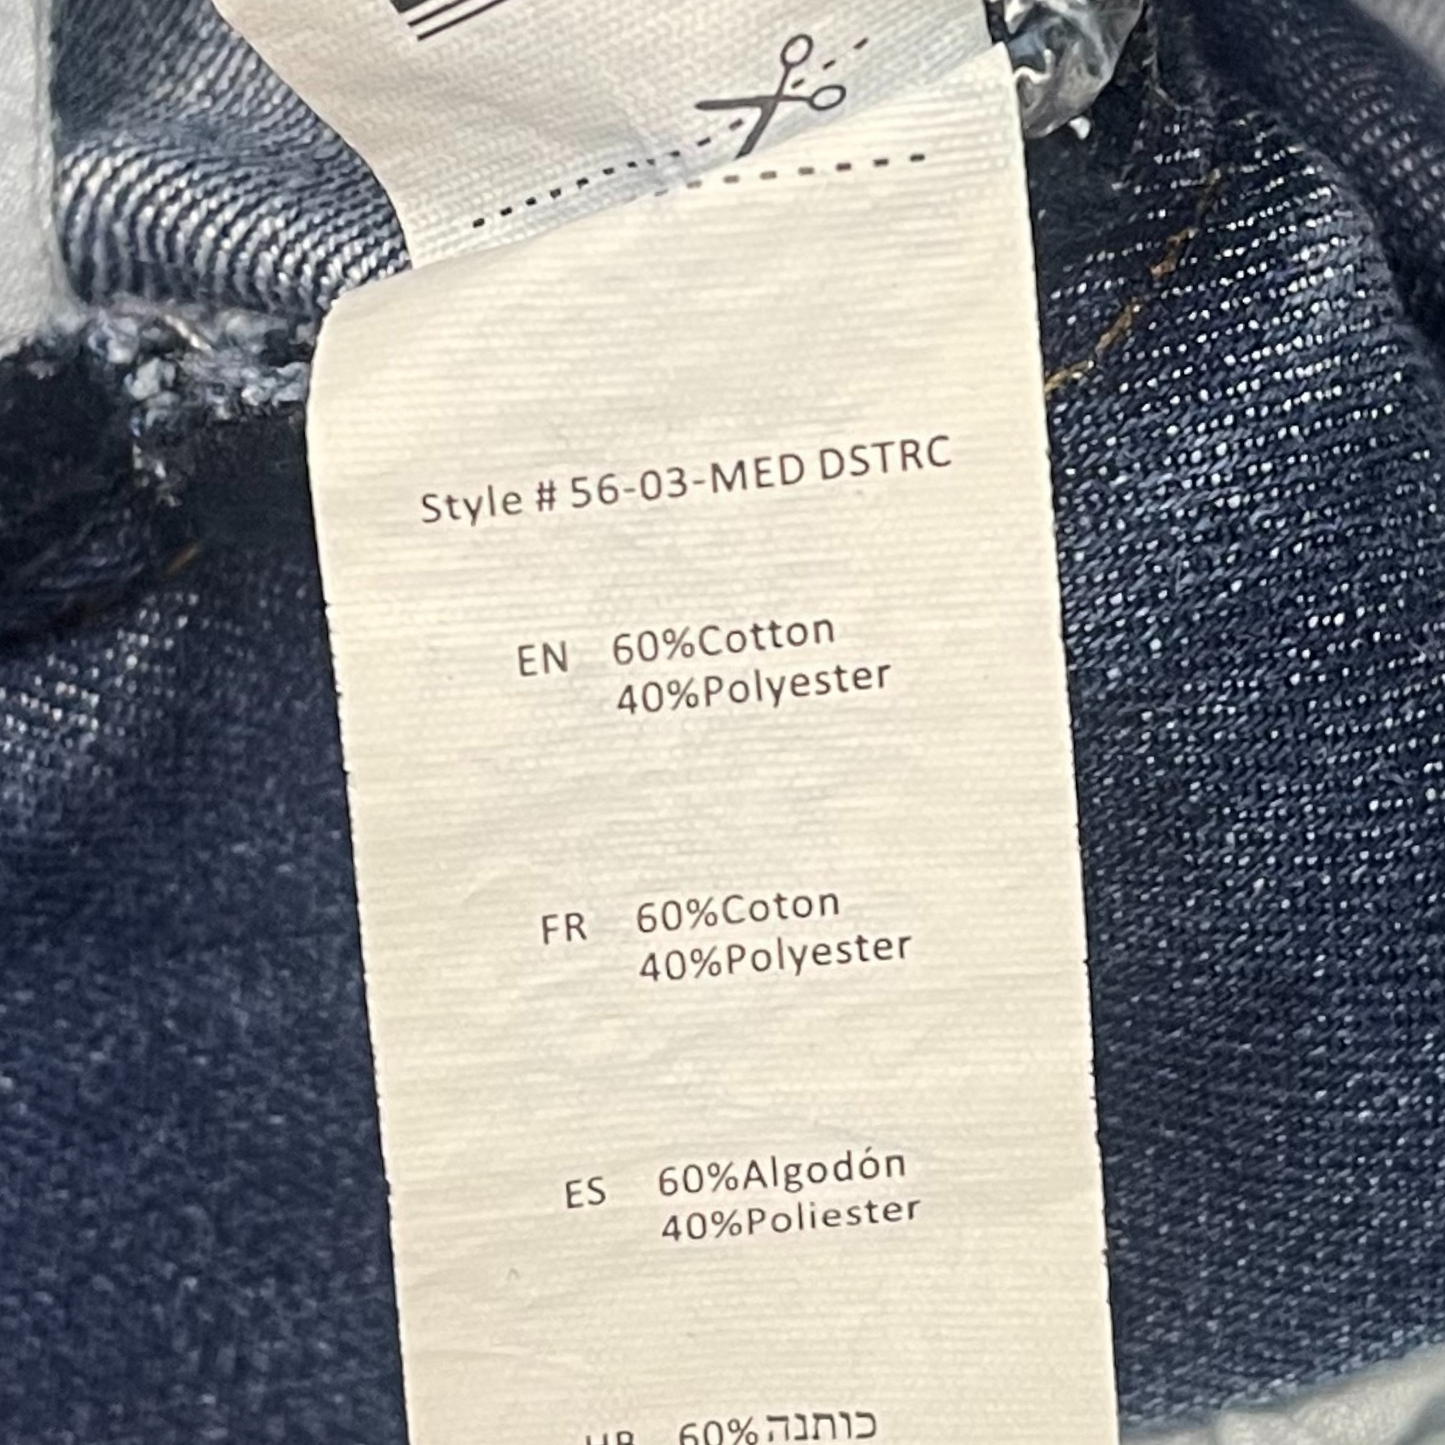 Style # 56-03-MED DSTRC
EN 60%Cotton
40%Polyester
FR 60%Coton
40%Polyester
ES 60%Algodón
40%Poliester
HB 60%כותנה